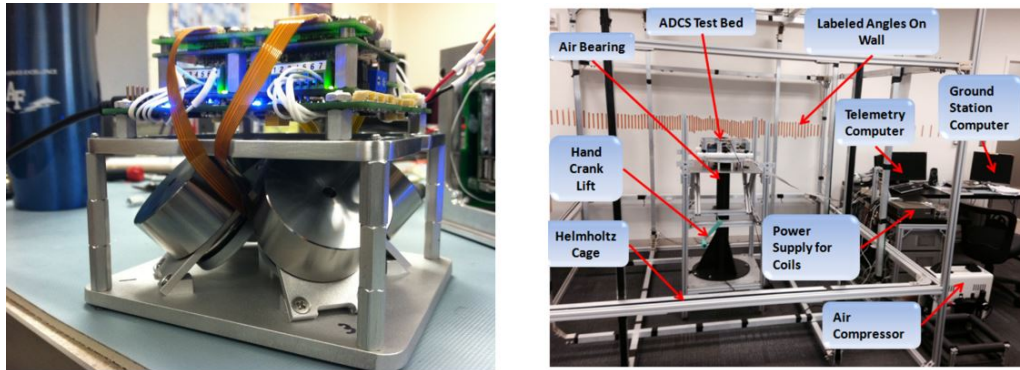 AF
ADCS Test Bed
Air Bearing
Labeled Angles On
Wall
Ground
Station
Computer
Telemetry
Computer
Hand
Crank
Lift
Helmholtz
Cage
Power
Supply for
Coils
Air
Compressor